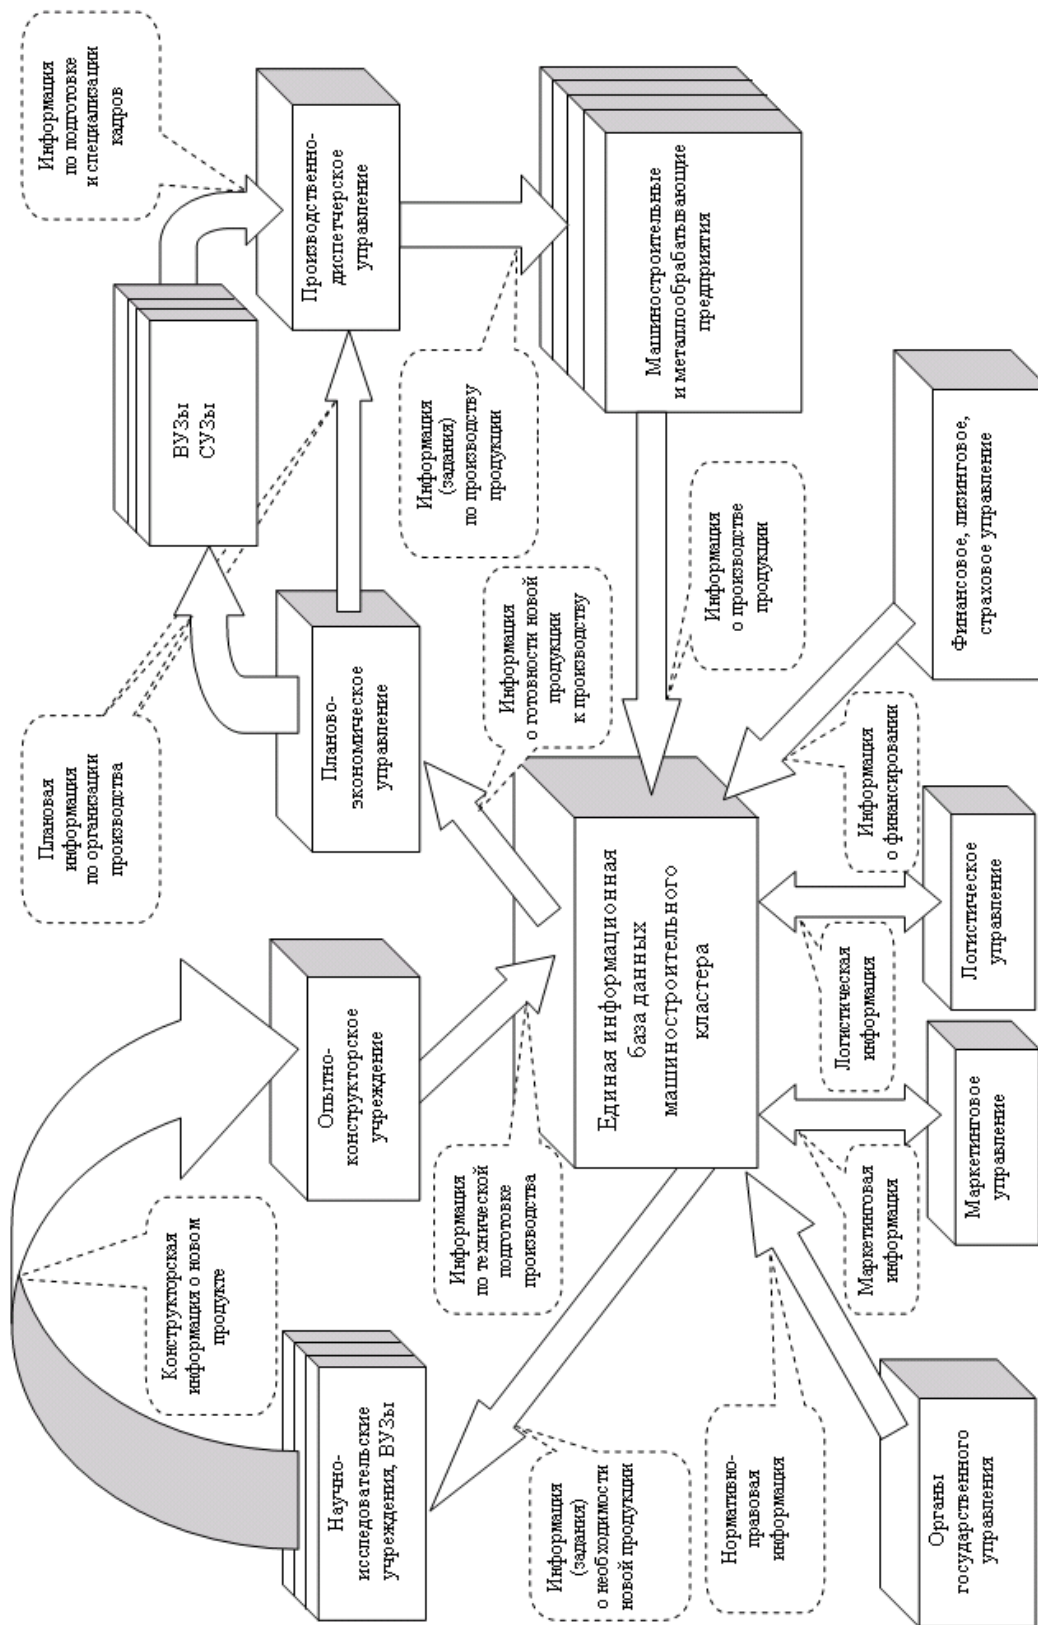 Конструкторская
информация о новом
продукте
Плановая
информация
по организации
производства
Информация
по подготовке
и специализации
кадров
Научно-
исследовательские
учреждения, ВУЗы
Опытно-
конструкторское
учреждение
Планово-
экономическое
управление
ВУЗы
СУЗы
Производственно-
диспетчерское
управление
Информация
по технической
подготовке
производства
Информация
о готовности новой
продукции
к производству
Информация
(задания)
по производству
продукции
Информация
(задания)
о необходимости
новой продукции
Единая информационная
база данных
машиностроительного
кластера
Информация
о производстве
продукции
Машиностроительные
и металлообрабатывающие
предприятия
Нормативно-
правовая
информация
Маркетинговая
информация
Логистическая
информация
Информация
о финансировании
Органы
государственного
управления
Маркетинговое
управление
Логистическое
управление
Финансовое, лизинговое,
страховое управление